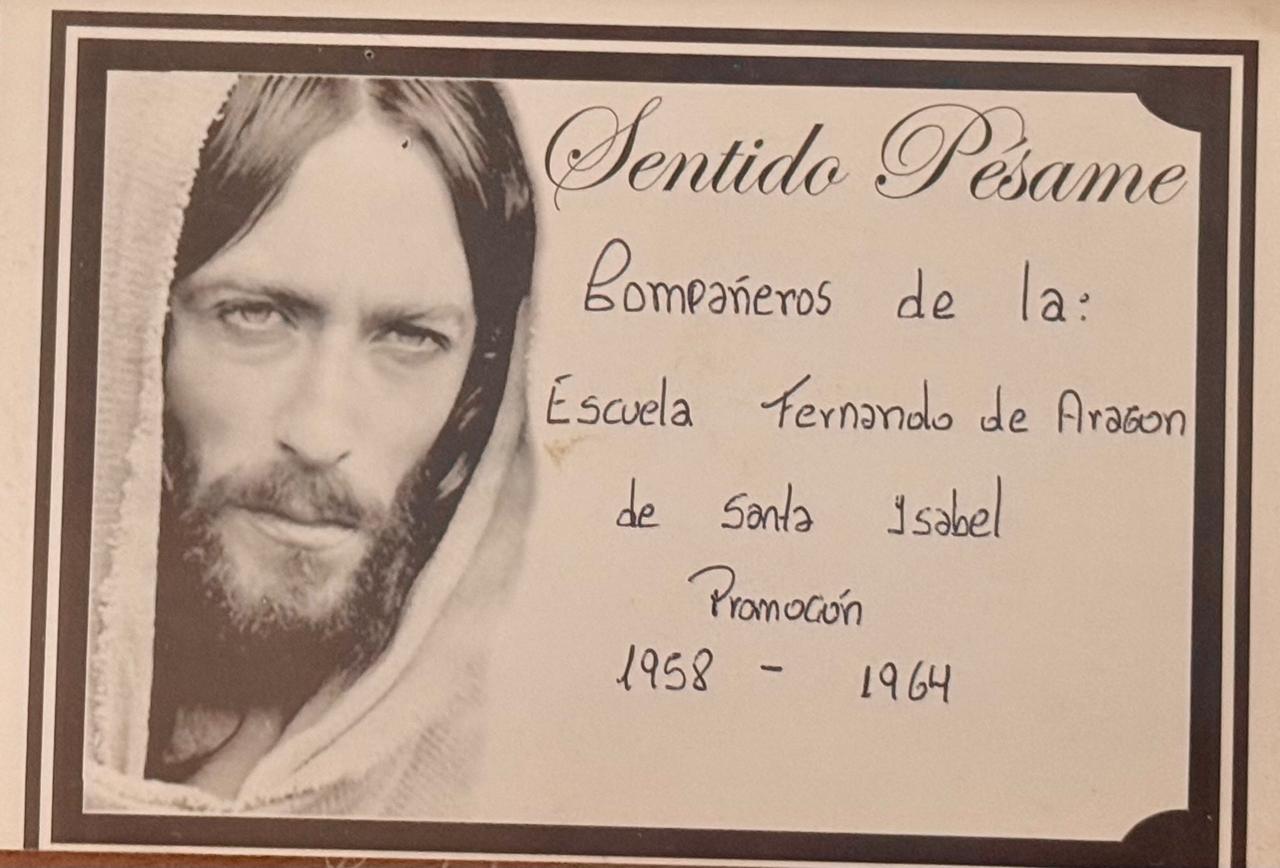 Sentido Pésame
Compañeros de la:
Escuela Fernando de Aragon
de Santa Isabel
Promoción
1958 - 1964